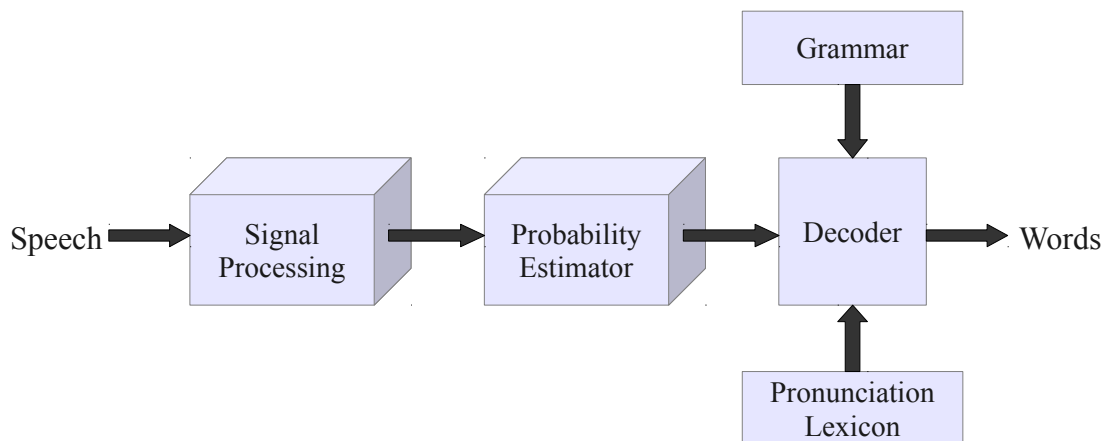 Grammar
Speech
Signal
Processing
Probability
Estimator
Decoder
Words
Pronunciation
Lexicon